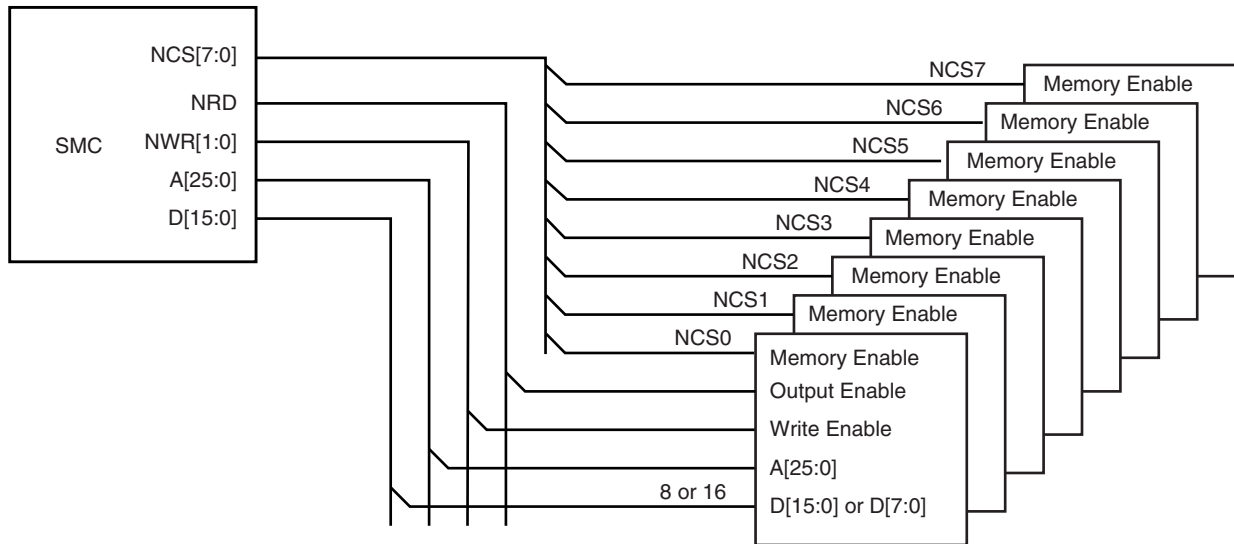 SMC
NCS[7:0]
NRD
NWR[1:0]
A[25:0]
D[15:0]
NCS7
Memory Enable
NCS6
Memory Enable
NCS5
Memory Enable
NCS4
Memory Enable
NCS3
Memory Enable
NCS2
Memory Enable
NCS1
Memory Enable
NCS0
Memory Enable
Output Enable
Write Enable
A[25:0]
8 or 16
D[15:0] or D[7:0]